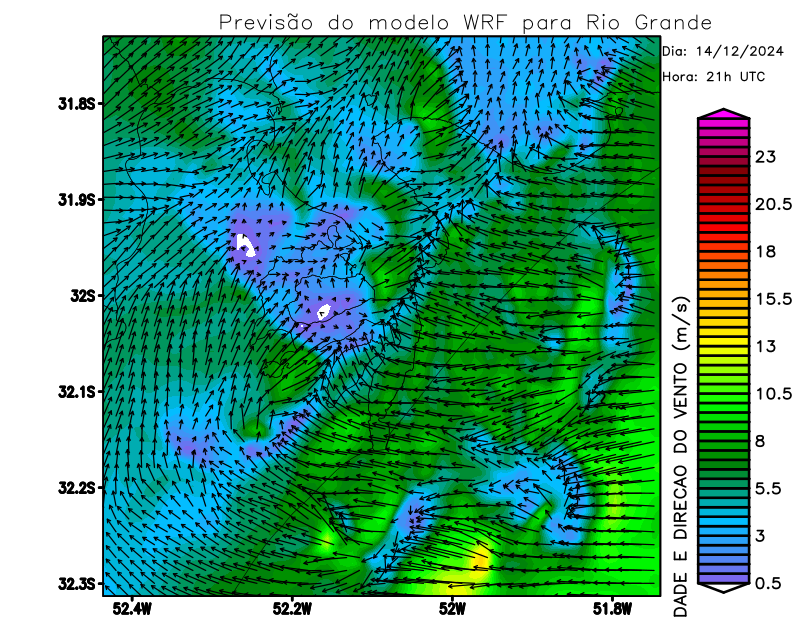 Previsão do modelo WRF para Rio Grande
Dia: 14/12/2024
Hora: 21h UTC
31.8S
31.9S
32S
32.1S
32.2S
32.3S
52.4W
52.2W
52W
51.8W
23
20.5
18
15.5
13
10.5
8
5.5
3
0.5
DADE E DIRECAO DO VENTO (m/s)